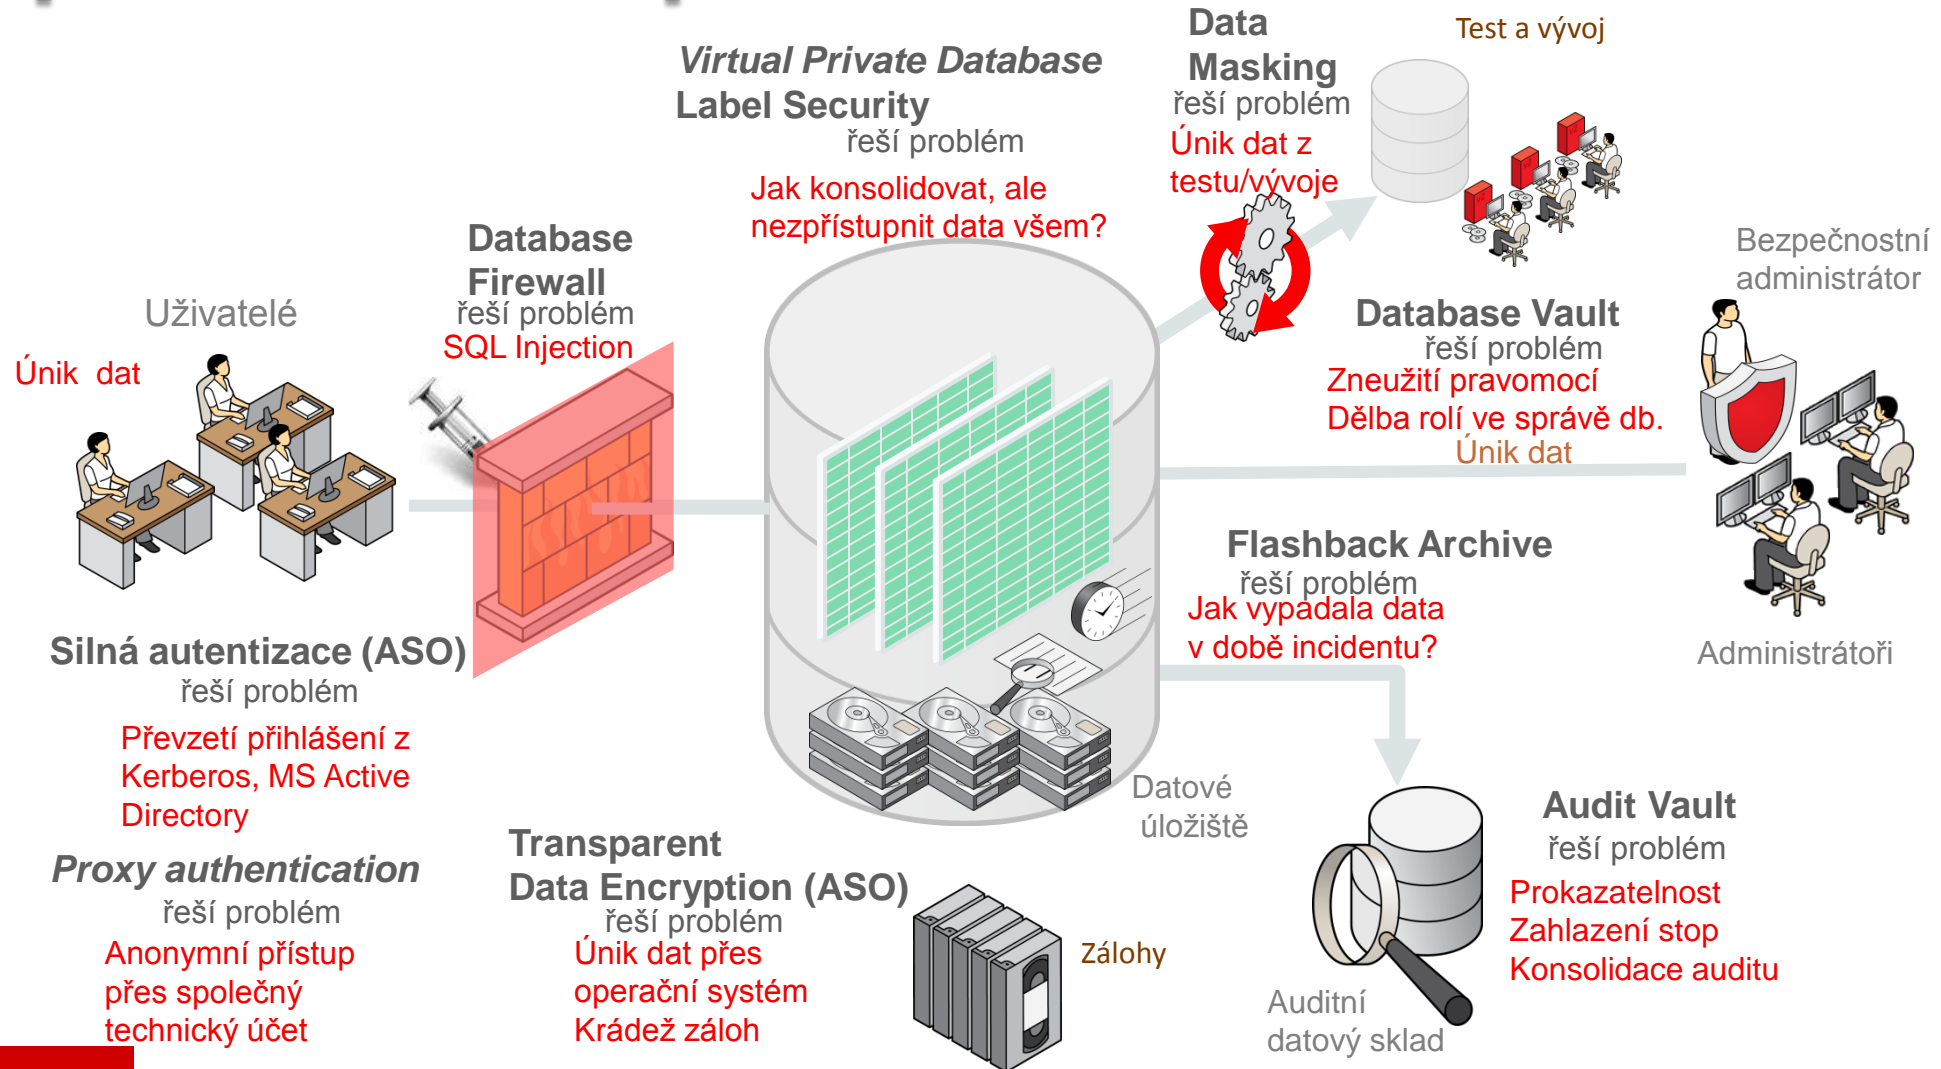 Virtual Private Database
Label Security
řeší problém
Jak konsolidovat, ale
nezpřístupnit data všem?
Data
Masking
řeší problém
Únik dat z
testu/vývoje
Test a vývoj
Database
Firewall
řeší problém
SQL Injection
Uživatelé
Únik dat
Bezpečnostní
administrátor
Database Vault
řeší problém
Zneužití pravomocí
Dělba rolí ve správě db.
Únik dat
Flashback Archive
řeší problém
Jak vypadala data
v době incidentu?
Administrátoři
Silná autentizace (ASO)
řeší problém
Převzetí přihlášení z
Kerberos, MS Active
Directory
Proxy authentication
řeší problém
Anonymní přístup
přes společný
technický účet
Transparent
Data Encryption (ASO)
řeší problém
Únik dat přes
operační systém
Krádež záloh
Zálohy
Datové
úložiště
Audit Vault
řeší problém
Prokazatelnost
Zahlazení stop
Konsolidace auditu
Auditní
datový sklad